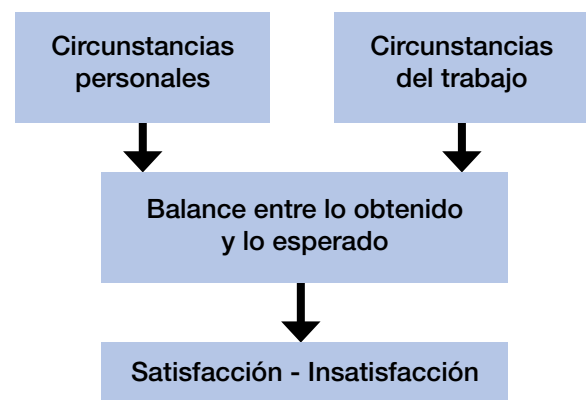 Circunstancias
personales
Circunstancias
del trabajo
Balance entre lo obtenido
y lo esperado
Satisfacción - Insatisfacción